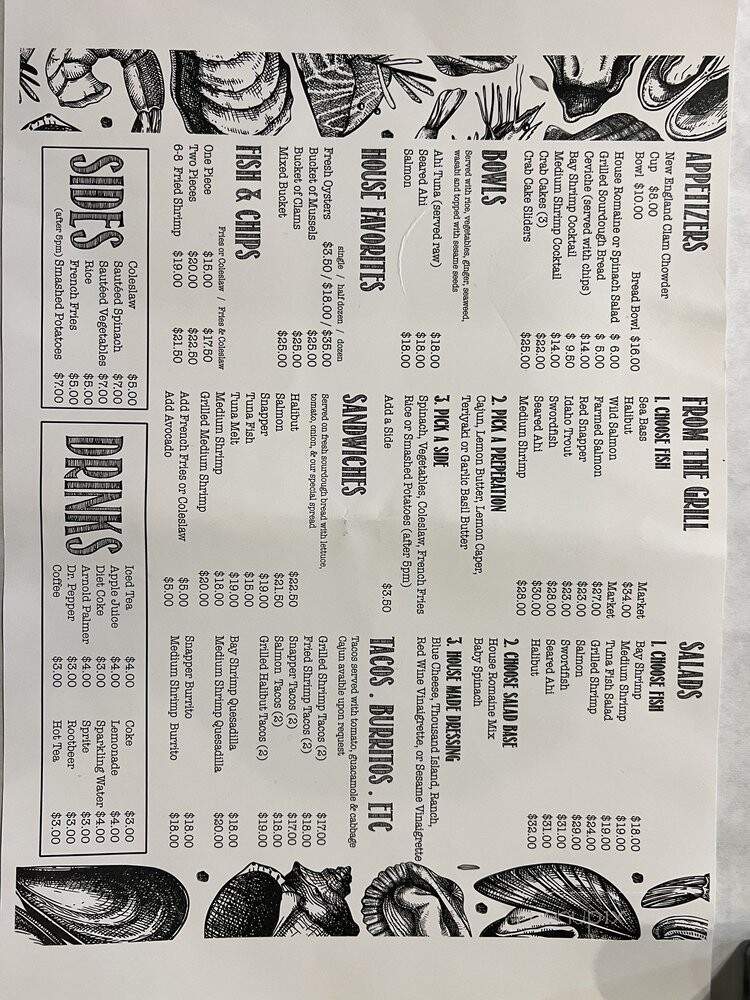 APPETIZERS
New England Clam Chowder
Cup $8.00
Bowl $10.00 Bread Bowl $16.00
House Romaine or Spinach Salad $ 6.00
Grilled Sourdough Bread $ 5.00
Ceviche (served with chips) $14.00
Bay Shrimp Cocktail $ 9.50
Medium Shrimp Cocktail $14.00
Crab Cakes (3) $22.00
Crab Cake Sliders $25.00
BOWLS
Served with rice, vegetables, ginger, seaweed,
wasabi and topped with sesame seeds
Ahi Tuna (served raw) $18.00
Seared Ahi $18.00
Salmon $18.00
HOUSE FAVORITES
single / half dozen / dozen
Fresh Oysters $3.50 / $18.00 / $35.00
Bucket of Mussels $25.00
Bucket of Clams $25.00
Mixed Bucket $25.00
FISH & CHIPS
Fries or Coleslaw / Fries & Coleslaw
One Piece $15.00 $17.50
Two Pieces $20.00 $22.50
6-8 Fried Shrimp $19.00 $21.50
FROM THE GRILL
1. CHOOSE FISH
Sea Bass Market
Halibut $34.00
Wild Salmon Market
Farmed Salmon $27.00
Red Snapper $23.00
Idaho Trout $23.00
Swordfish $28.00
Seared Ahi $30.00
Medium Shrimp $28.00
2. PICK A PREPARATION
Cajun, Lemon Butter, Lemon Caper,
Teriyaki or Garlic Basil Butter
3. PICK A SIDE
Spinach, Vegetables, Coleslaw, French Fries
Rice or Smashed Potatoes (after 5pm)
Add a Side $3.50
SANDWICHES
Served on fresh sourdough bread with lettuce,
tomato, onion, & our special spread
Halibut $22.50
Salmon $21.50
Snapper $19.00
Tuna Fish $15.00
Tuna Melt $19.00
Medium Shrimp $18.00
Grilled Medium Shrimp $20.00
Add French Fries or Coleslaw $5.00
Add Avocado $5.00
SALADS
1. CHOOSE FISH
Bay Shrimp $18.00
Medium Shrimp $19.00
Tuna Fish Salad $19.00
Grilled Shrimp $24.00
Salmon $29.00
Swordfish $31.00
Seared Ahi $31.00
Halibut $32.00
2. CHOOSE SALAD BASE
House Romaine Mix
Baby Spinach
3. HOUSE MADE DRESSING
Blue Cheese, Thousand Island, Ranch,
Red Wine Vinaigrette, or Sesame Vinaigrette
TACOS . BURRITOS . ETC
Tacos served with tomato, guacamole & cabbage
Cajun avaible upon request
Grilled Shrimp Tacos (2) $17.00
Fried Shrimp Tacos (2) $18.00
Snapper Tacos (2) $17.00
Salmon Tacos (2) $18.00
Grilled Halibut Tacos (2) $19.00
Bay Shrimp Quesadilla $18.00
Medium Shrimp Quesadilla $20.00
Snapper Burrito $18.00
Medium Shrimp Burrito $18.00
SIDES
Coleslaw $5.00
Sautéed Spinach $7.00
Sautéed Vegetables $7.00
Rice $5.00
French Fries $5.00
(after 5pm) Smashed Potatoes $7.00
DRINKS
Iced Tea $4.00 Coke $3.00
Apple Juice $4.00 Lemonade $4.00
Diet Coke $3.00 Sparkling Water $4.00
Arnold Palmer $4.00 Sprite $3.00
Dr. Pepper $3.00 Rootbeer $3.00
Coffee $3.00 Hot Tea $3.00